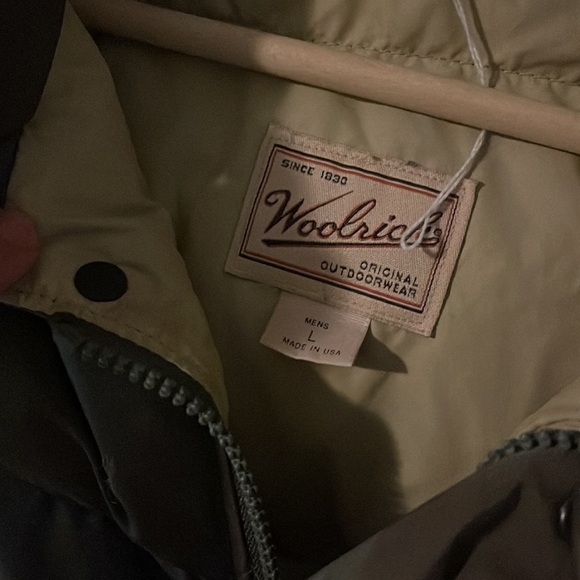 SINCE 1830
Woolrich®
ORIGINAL
OUTDOORWEAR
MENS
L
MADE IN USA